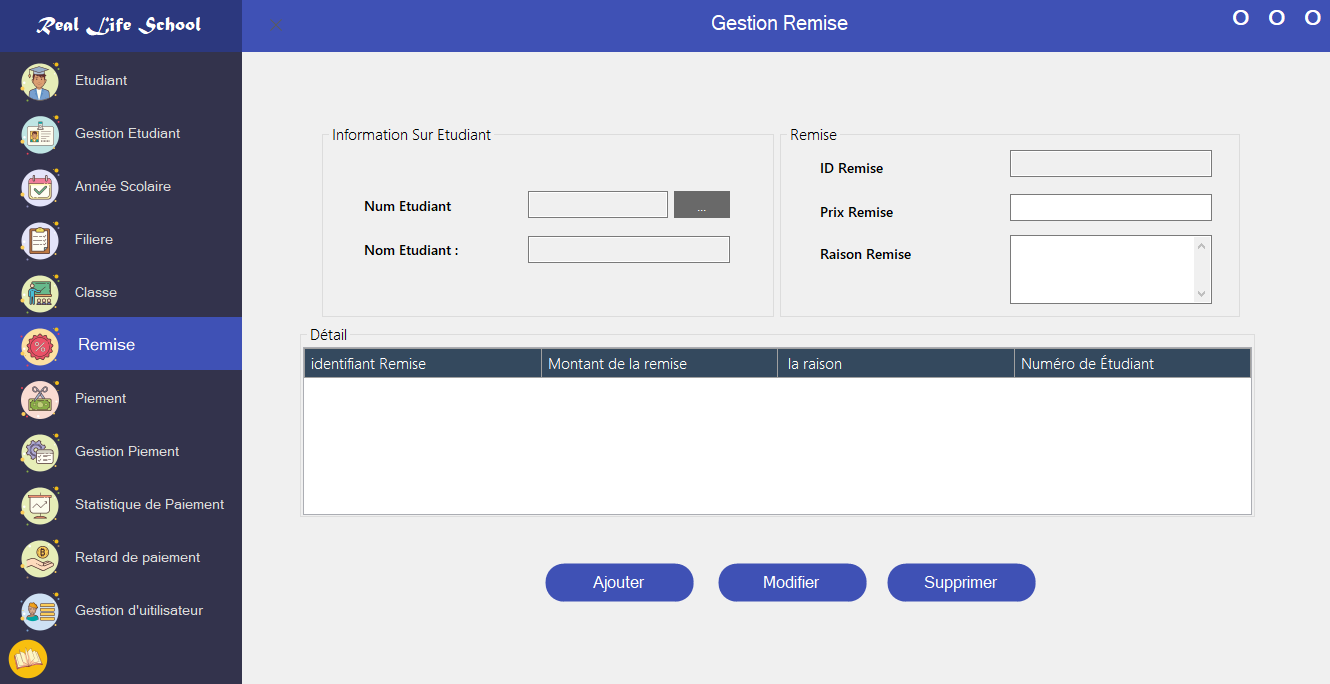 Real Life School
Gestion Remise
O O O
Etudiant
Gestion Etudiant
Année Scolaire
Filiere
Classe
Remise
Piement
Gestion Piement
Statistique de Paiement
Retard de paiement
Gestion d'uitilisateur
Information Sur Etudiant
Num Etudiant
...
Nom Etudiant :
Remise
ID Remise
Prix Remise
Raison Remise
Détail
identifiant Remise
Montant de la remise
la raison
Numéro de Étudiant
Ajouter
Modifier
Supprimer